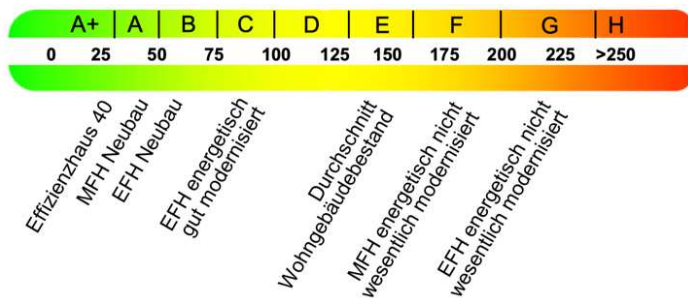 A+ A B C D E F G H
0 25 50 75 100 125 150 175 200 225 >250
Effizienzhaus 40
MFH Neubau
EFH Neubau
EFH energetisch
gut modernisiert
Durchschnitt
Wohngebäudebestand
MFH energetisch nicht
wesentlich modernisiert
EFH energetisch nicht
wesentlich modernisiert